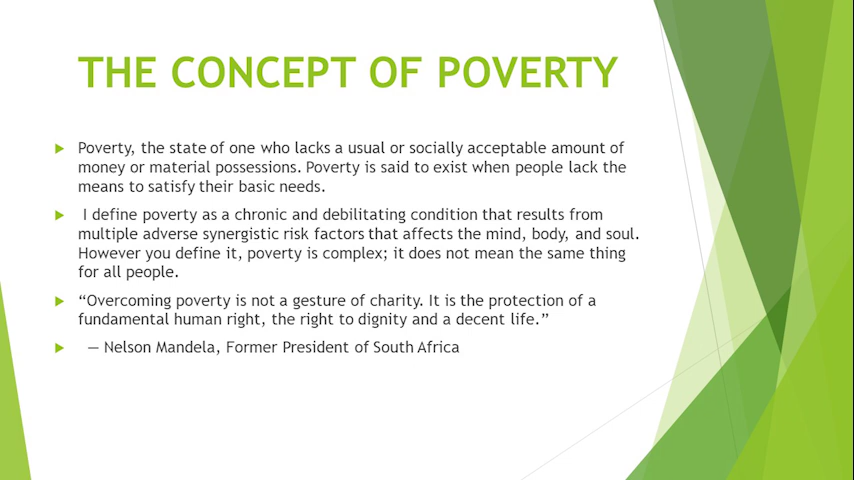 THE CONCEPT OF POVERTY
Poverty, the state of one who lacks a usual or socially acceptable amount of
money or material possessions. Poverty is said to exist when people lack the
means to satisfy their basic needs.
I define poverty as a chronic and debilitating condition that results from
multiple adverse synergistic risk factors that affects the mind, body, and soul.
However you define it, poverty is complex; it does not mean the same thing
for all people.
“Overcoming poverty is not a gesture of charity. It is the protection of a
fundamental human right, the right to dignity and a decent life.”
— Nelson Mandela, Former President of South Africa